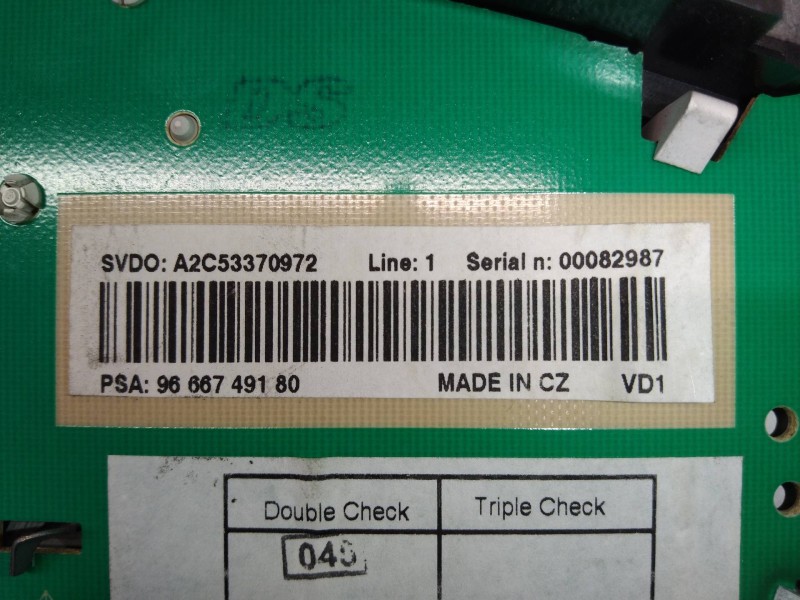 SVDO: A2C53370972 Line: 1 Serial n: 00082987
PSA: 96 667 491 80 MADE IN CZ VD1
Double Check Triple Check